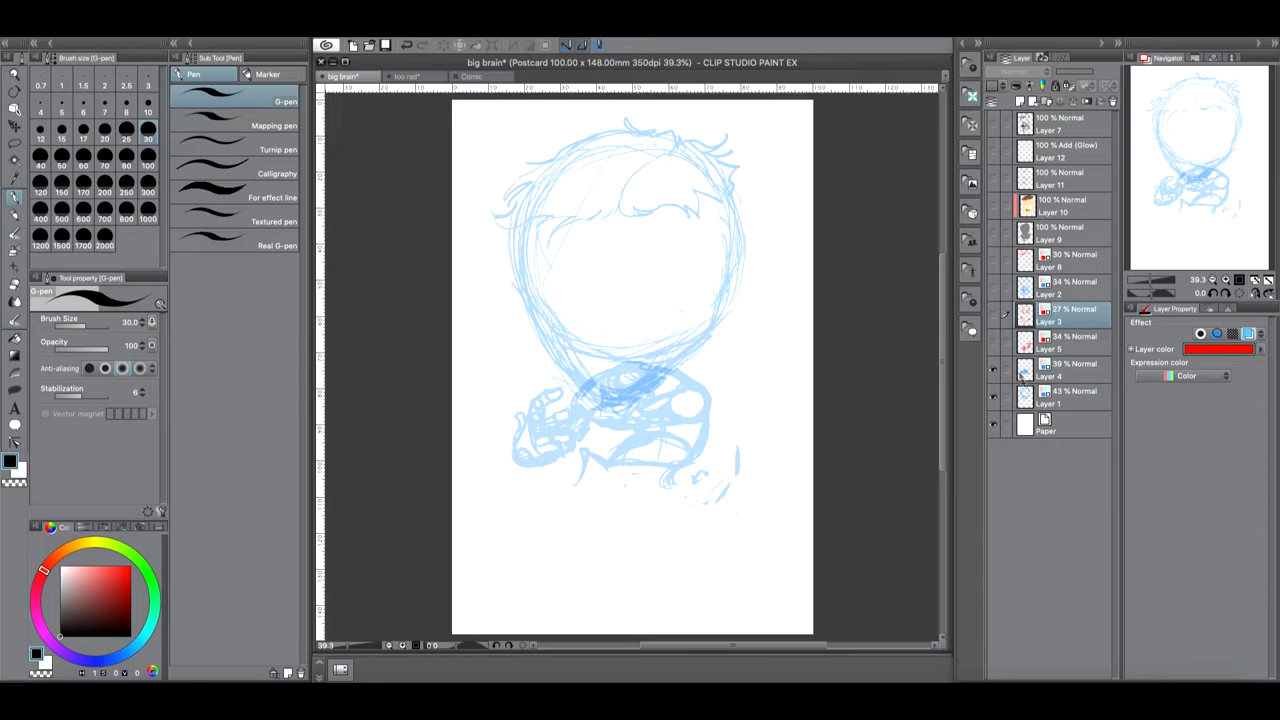 Brush size [G-pen]
Sub Tool [Pen]
big brain* (Postcard 100.00 x 148.00mm 350dpi 39.3%) - CLIP STUDIO PAINT EX
Layer
Navigator
Pen
Marker
big brain*
too rad*
Comic
Normal
0.7 1 1.5 2 2.5 3
4 5 6 7 8 10
12 15 17 20 25 30
40 50 60 70 80 100
120 150 170 200 250 300
400 500 600 700 800 1000
1200 1500 1700 2000
G-pen
Mapping pen
Turnip pen
Calligraphy
For effect line
Textured pen
Real G-pen
100 % Normal
Layer 7
100 % Add (Glow)
Layer 12
100 % Normal
Layer 11
100 % Normal
Layer 10
100 % Normal
Layer 9
30 % Normal
Layer 8
34 % Normal
Layer 2
27 % Normal
Layer 3
34 % Normal
Layer 5
39 % Normal
Layer 4
43 % Normal
Layer 1
Paper
39.3
0.0
Layer Property
Effect
Layer color
Expression color
Color
Tool property [G-pen]
G-pen
Brush Size 30.0
Opacity 100
Anti-aliasing
Stabilization 6
Vector magnet
39.3
0.0
H 1 S 0 V 0